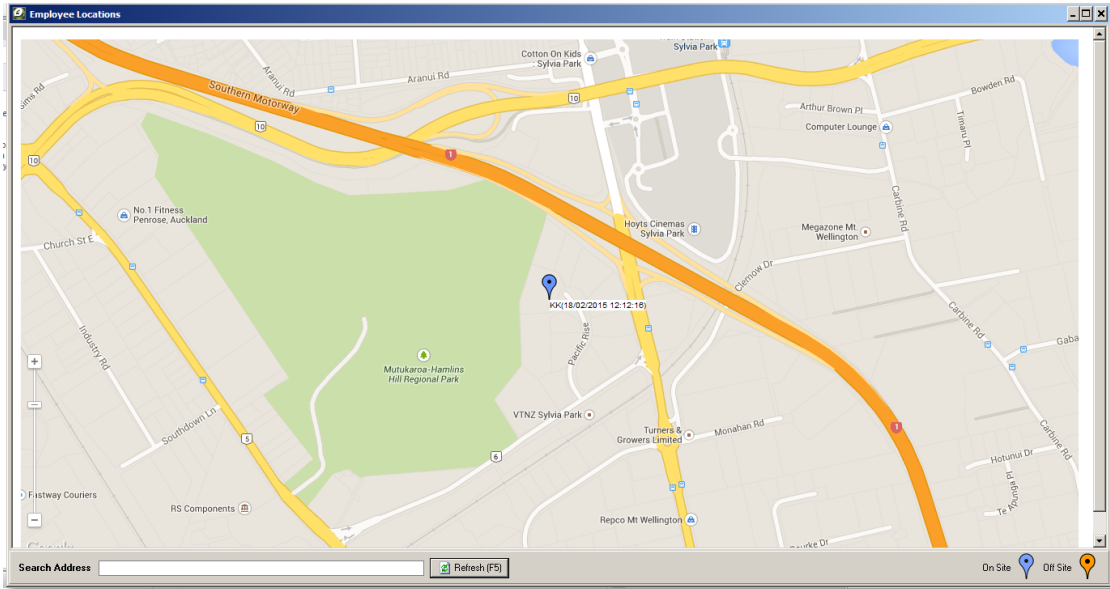 Employee Locations
Cotton On Kids
: Sylvia Park
Sylvia Park
Aranui Rd
Aranui Rd
Sims Rd
Southern Motorway
10
10
10
1
Bowden Rd
Arthur Brown Pl
Computer Lounge
Timaru Pl
Carbine Rd
No.1 Fitness
Penrose, Auckland
Church St E
Hoyts Cinemas
Sylvia Park
Megazone Mt
Wellington
Clemow Dr
KK(18/02/2015 12:12:16)
Carbine Rd
Gaba
Industry Rd
Pacific Rise
Mutukaroa-Hamlins
Hill Regional Park
VTNZ Sylvia Park
Southdown Ln
5
6
Turners &
Growers Limited
Monahan Rd
1
Carbine Rd
Hotunui Dr
Te Apunga Pl
Fastway Couriers
RS Components
Repco Mt Wellington
Search Address
Refresh (F5)
On Site
Off Site